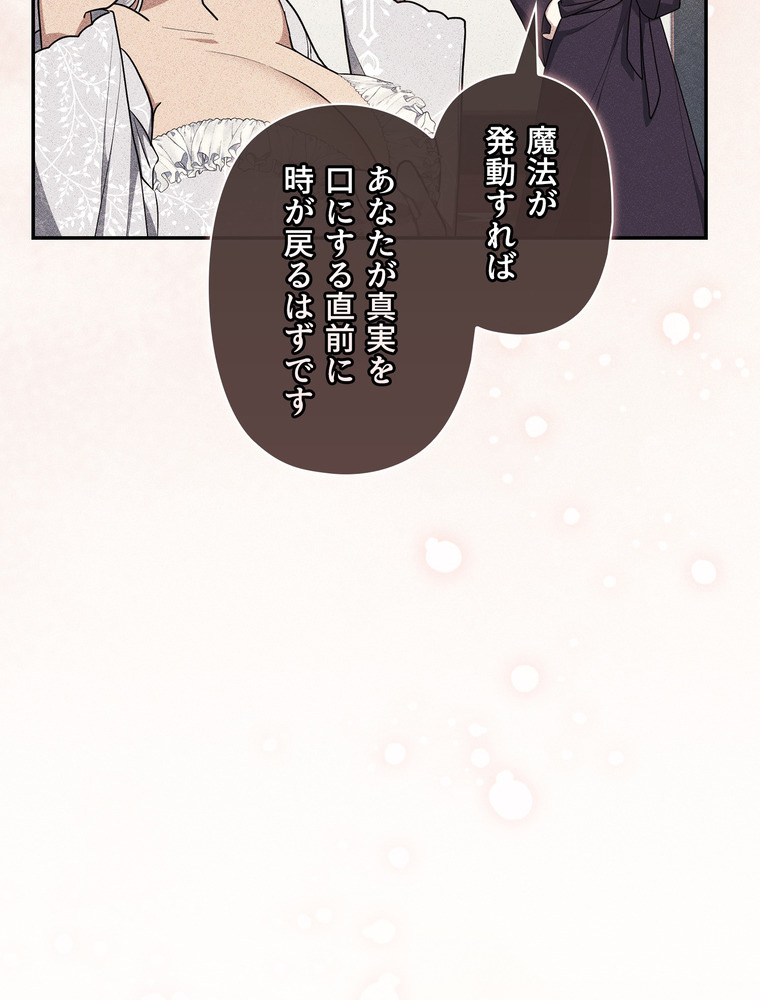 魔法が
発動すれば
あなたが真実を
口にする直前に
時が戻るはずです